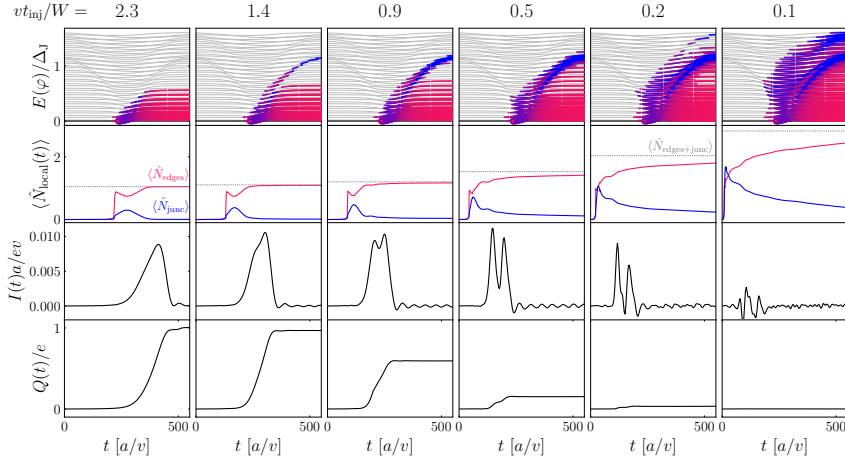 vt_inj/W = 2.3 1.4 0.9 0.5 0.2 0.1
E(φ)/Δ_J
1
0
⟨N̂_local(t)⟩
2
0
⟨N̂_edges⟩
⟨N̂_junc⟩
⟨N̂_edges+junc⟩
I(t)a/ev
0.010
0.005
0.000
Q(t)/e
1
0
0 500 0 500 0 500 0 500 0 500 0 500
t [a/v] t [a/v] t [a/v] t [a/v] t [a/v] t [a/v]